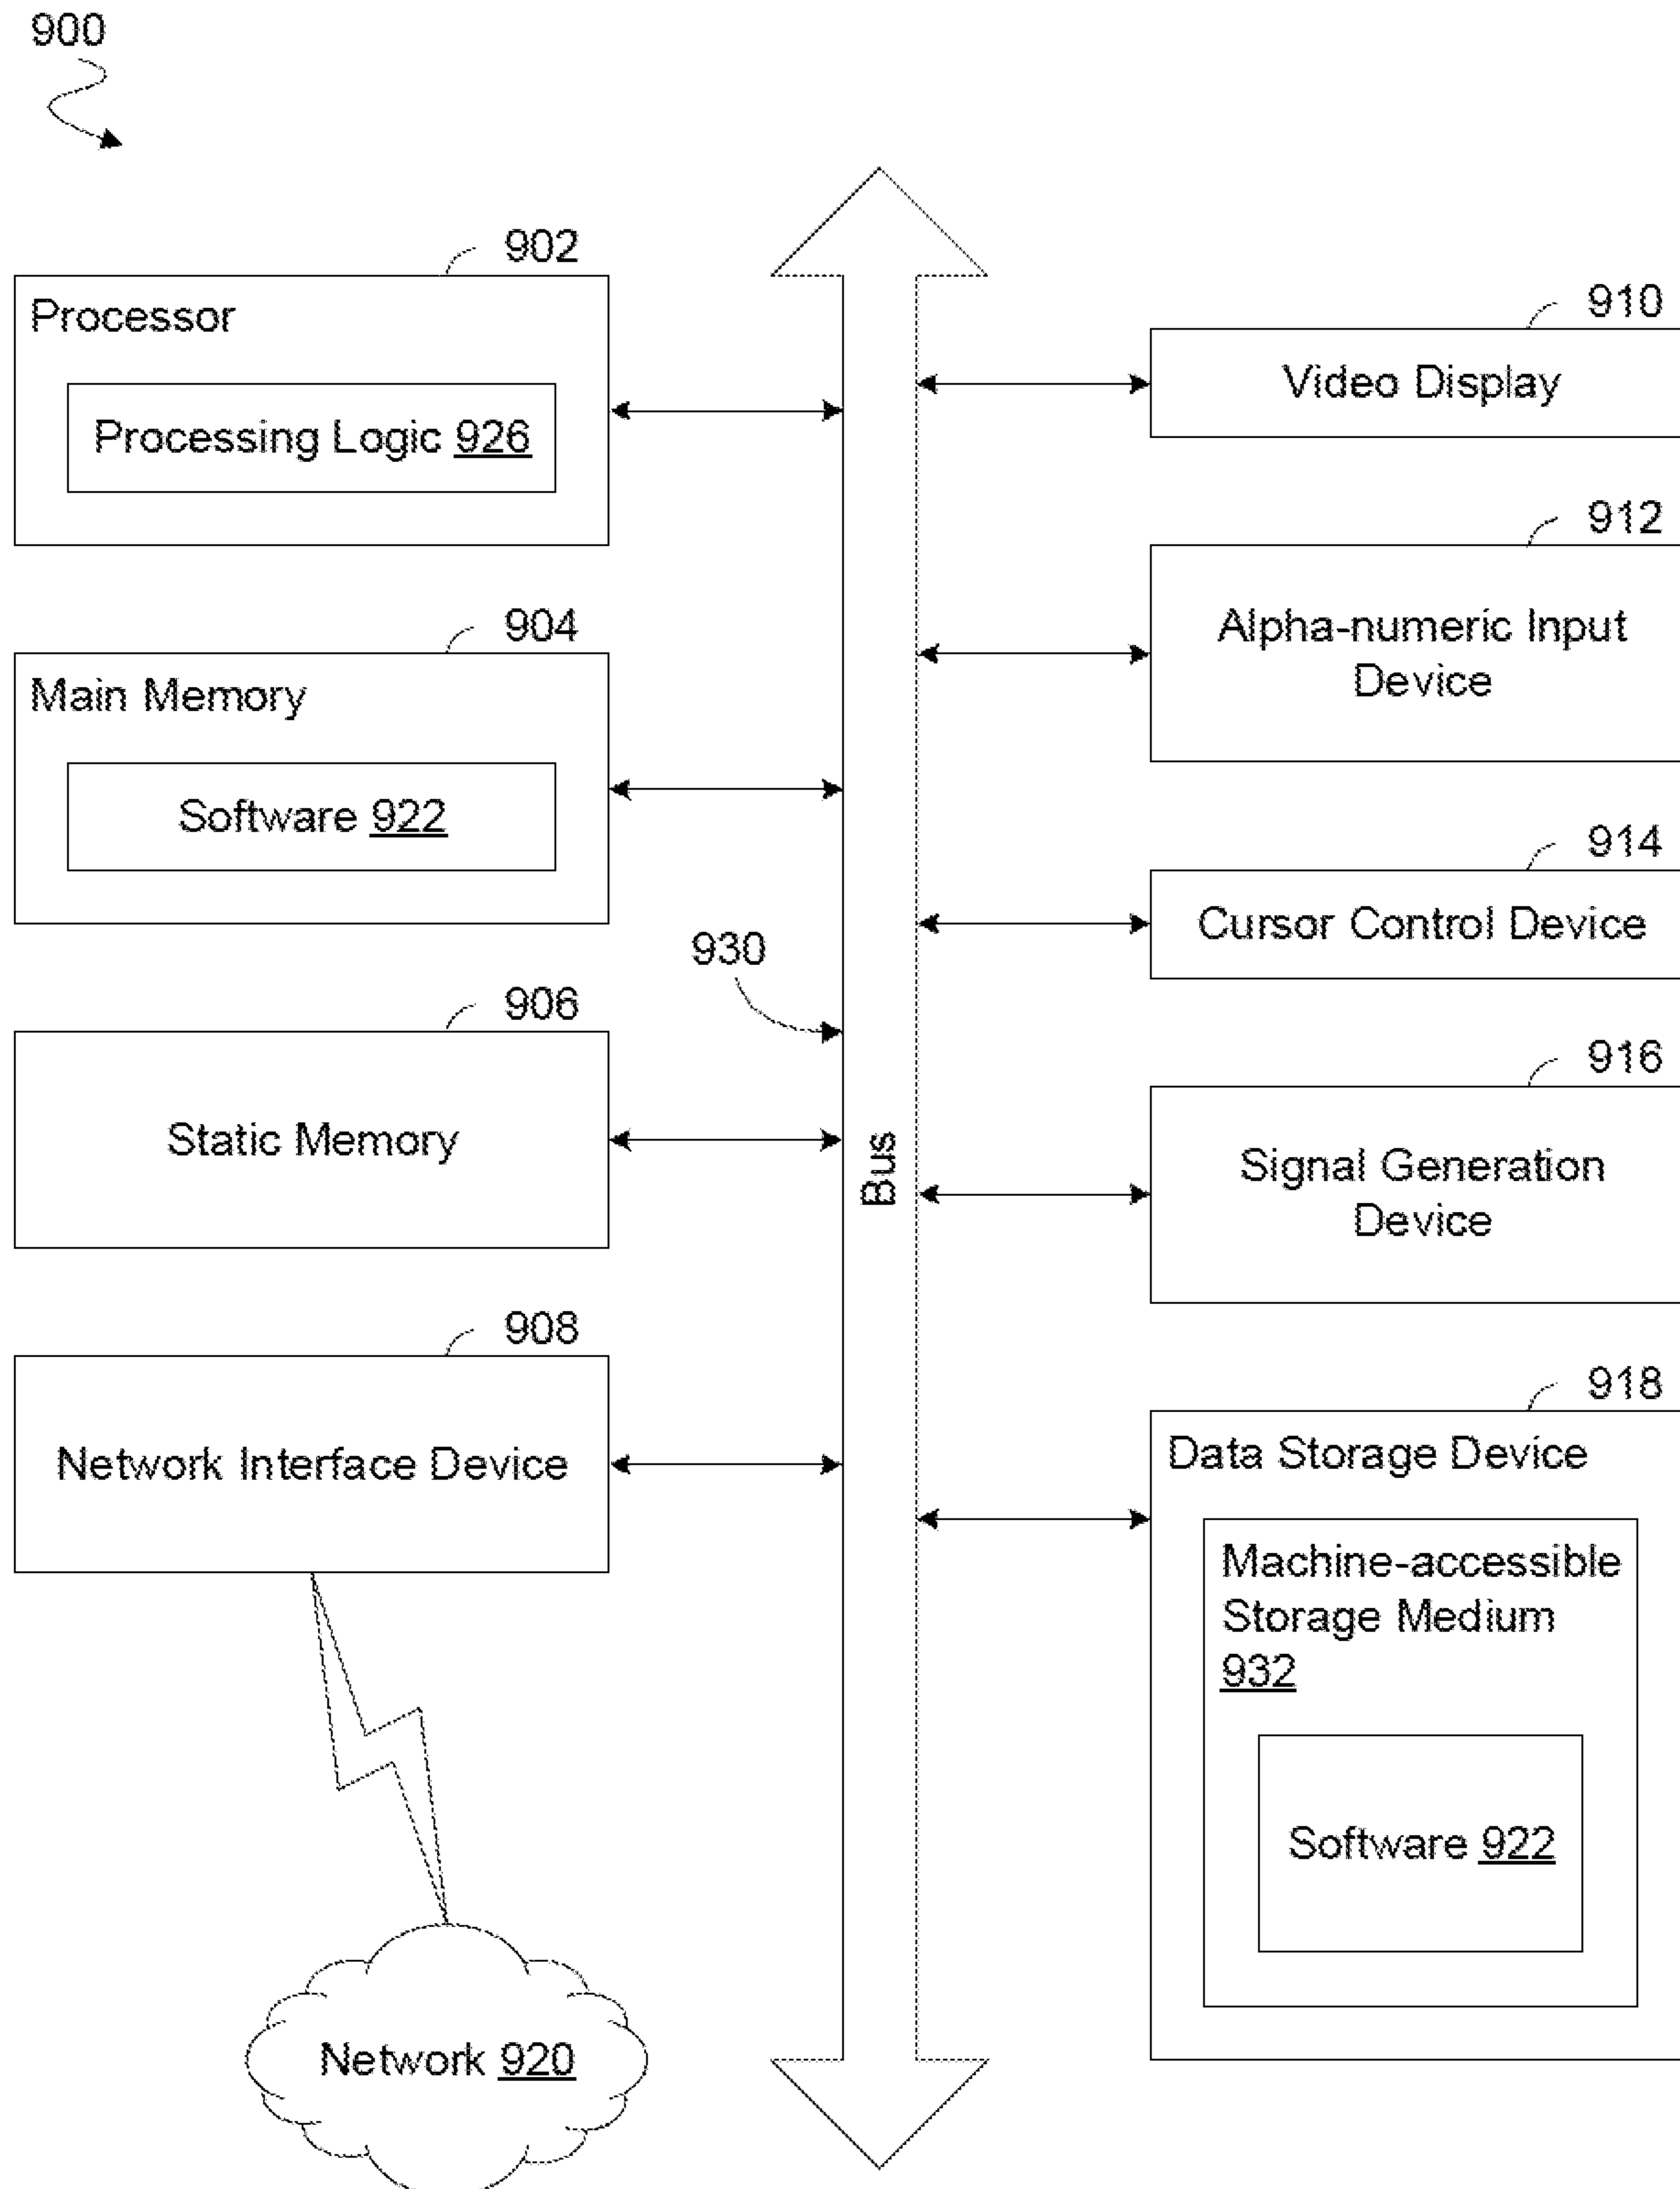 900
902
Processor
Processing Logic 926
904
Main Memory
Software 922
930
906
Static Memory
908
Network Interface Device
Network 920
Bus
910
Video Display
912
Alpha-numeric Input
Device
914
Cursor Control Device
916
Signal Generation
Device
918
Data Storage Device
Machine-accessible
Storage Medium
932
Software 922